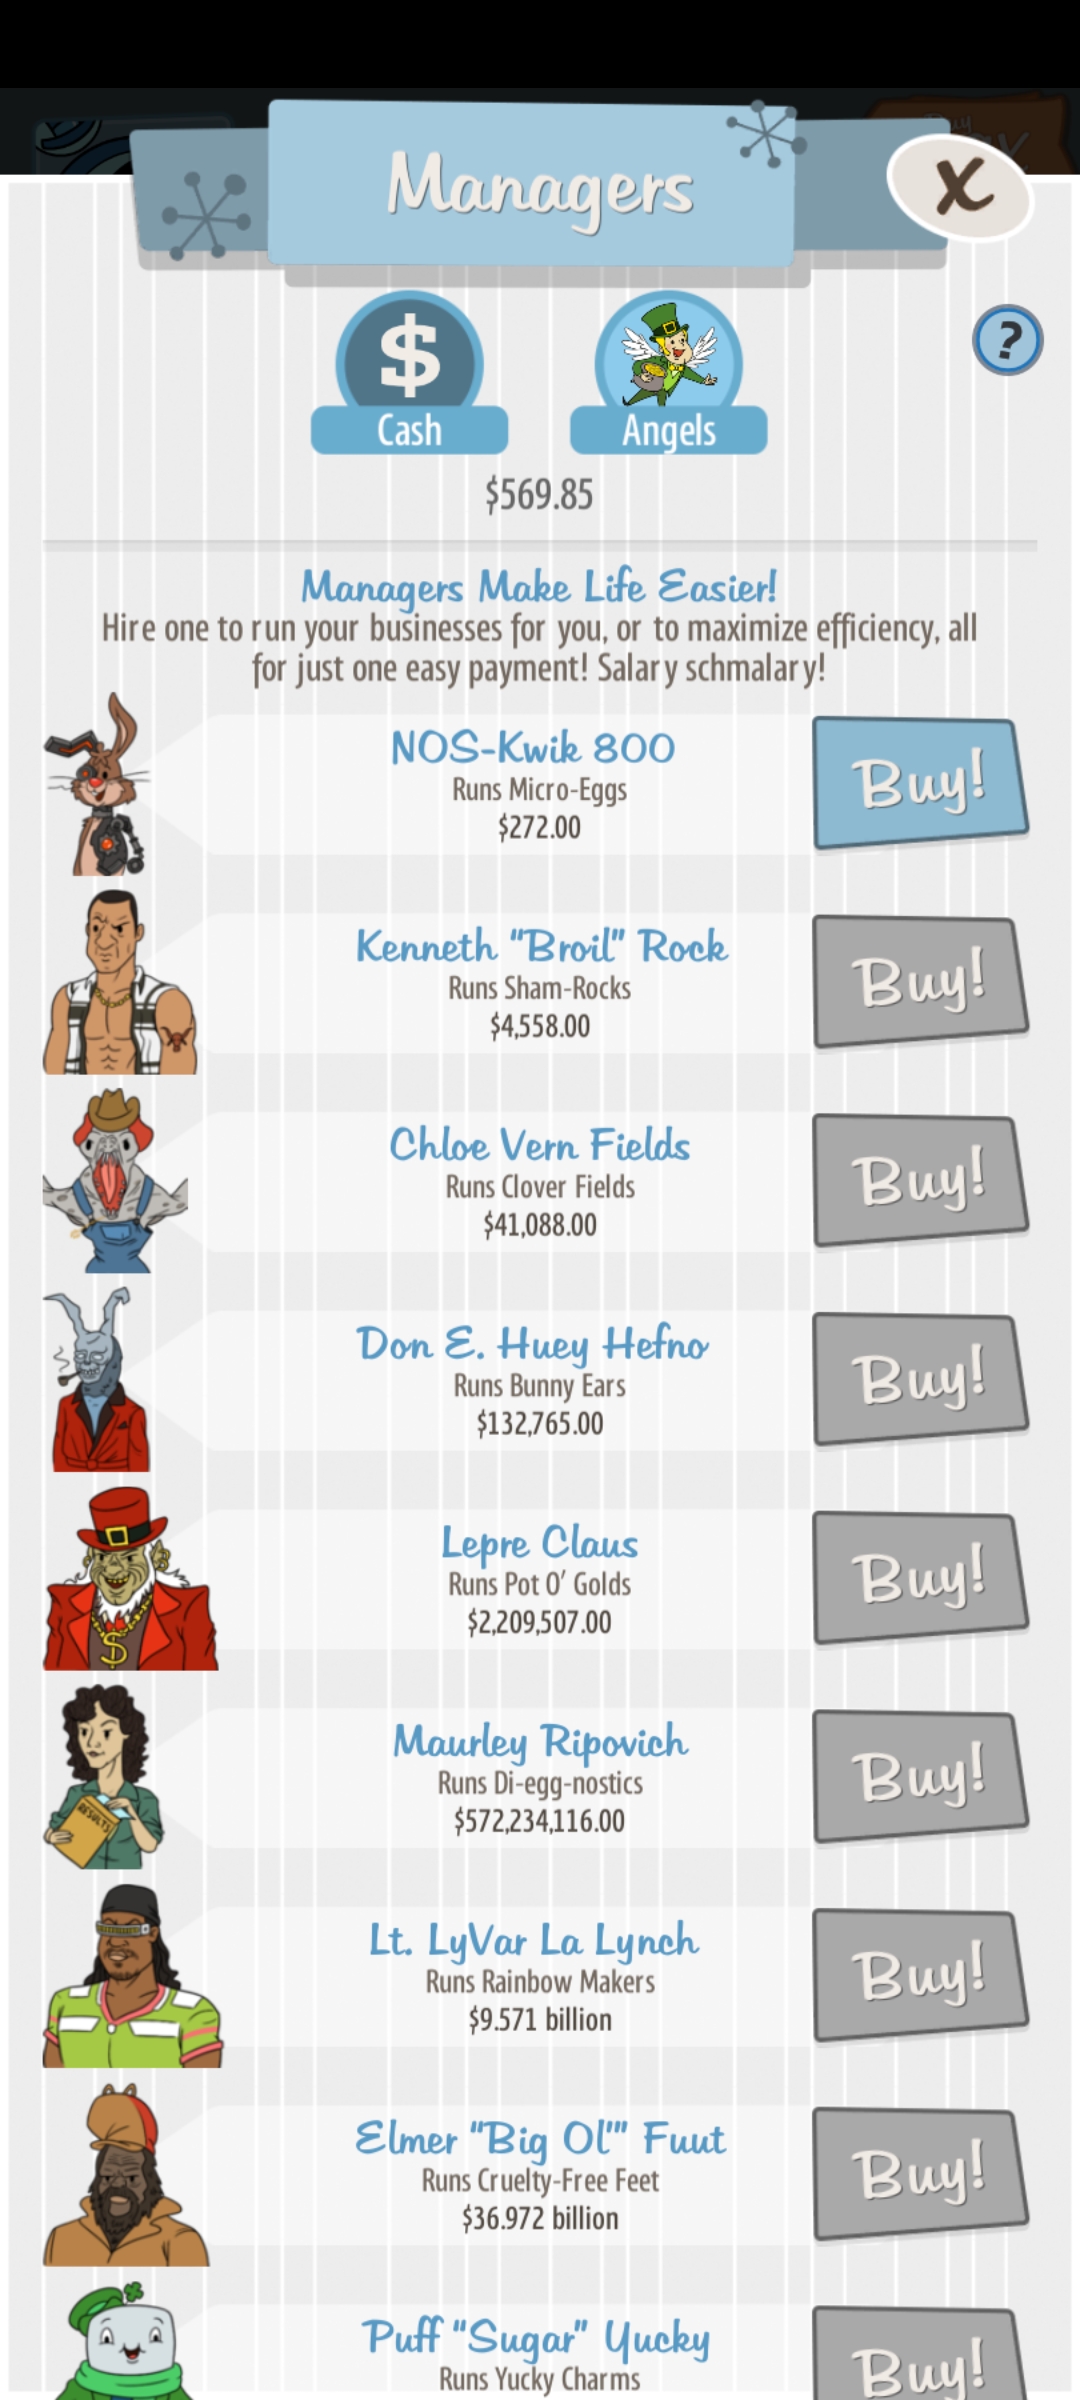 Buy
Managers
X
$
Cash
Angels
?
$569.85
Managers Make Life Easier!
Hire one to run your businesses for you, or to maximize efficiency, all
for just one easy payment! Salary schmalary!
NOS-Kwik 800
Runs Micro-Eggs
$272.00
Buy!
Kenneth "Broil" Rock
Runs Sham-Rocks
$4,558.00
Buy!
Chloe Vern Fields
Runs Clover Fields
$41,088.00
Buy!
Don E. Huey Hefno
Runs Bunny Ears
$132,765.00
Buy!
Lepre Claus
Runs Pot O' Golds
$2,209,507.00
Buy!
$
Maurley Ripovich
Runs Di-egg-nostics
$572,234,116.00
Buy!
RESULTS
Lt. LyVar La Lynch
Runs Rainbow Makers
$9.571 billion
Buy!
Elmer "Big Ol'" Fuut
Runs Cruelty-Free Feet
$36.972 billion
Buy!
Puff "Sugar" Yucky
Runs Yucky Charms
Buy!